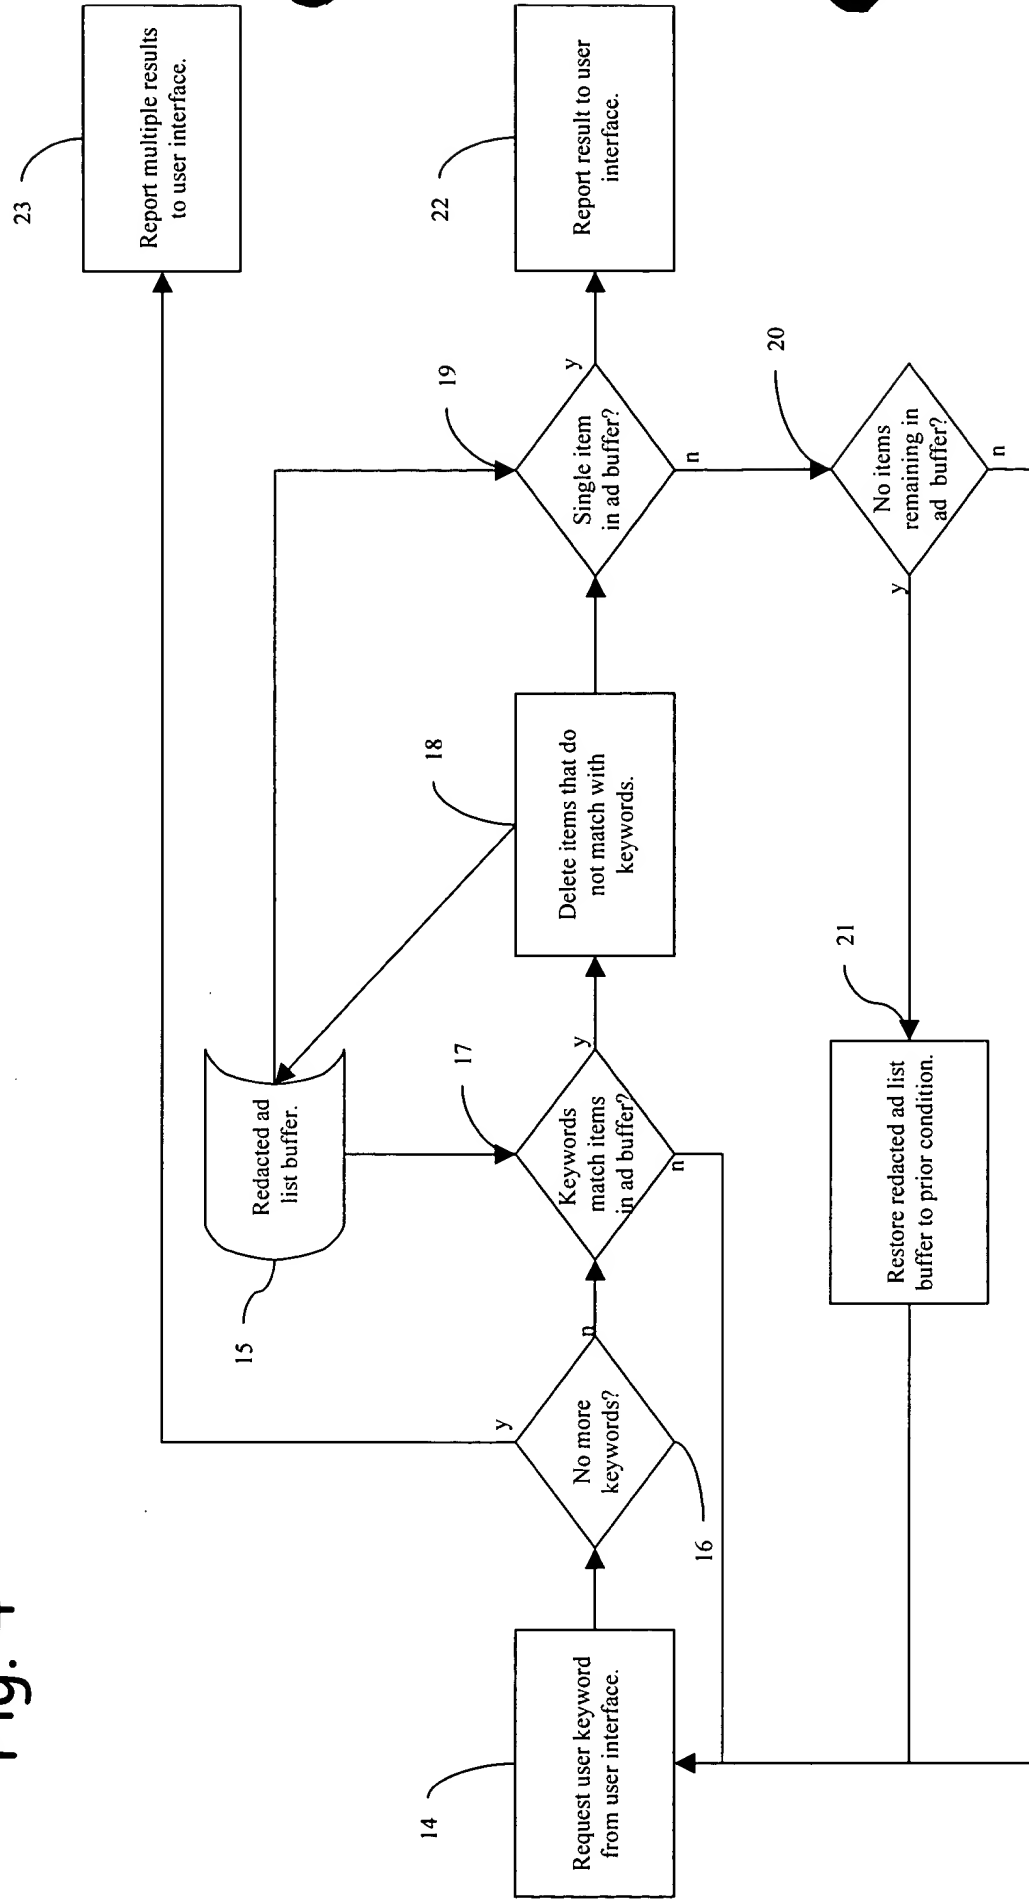 Fig. 4
23
Report multiple results
to user interface.
22
Report result to user
interface.
19
Single item
in ad buffer?
y
n
20
No items
remaining in
ad buffer?
y
n
18
Delete items that do
not match with
keywords.
21
Restore redacted ad list
buffer to prior condition.
17
Keywords
match items
in ad buffer?
y
n
15
Redacted ad
list buffer.
16
No more
keywords?
y
n
14
Request user keyword
from user interface.